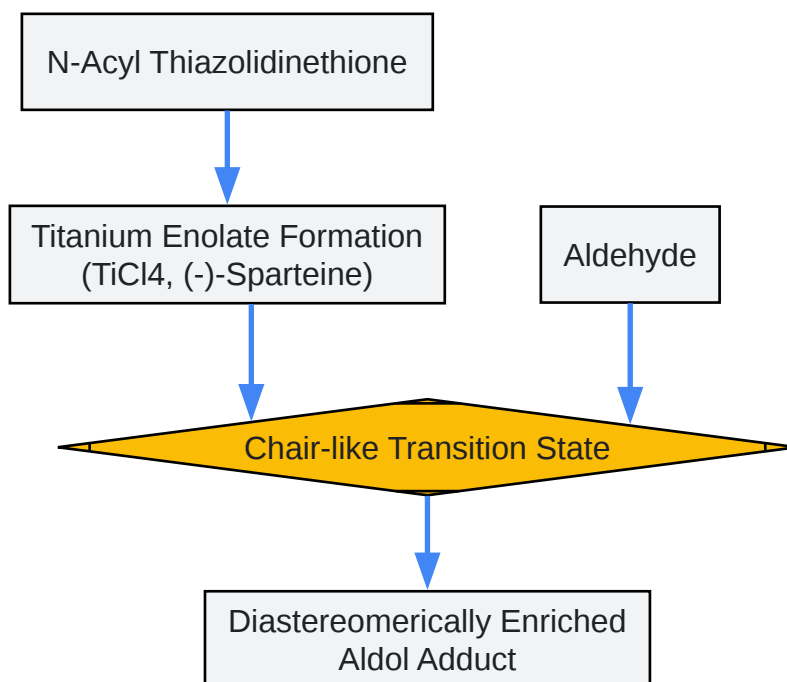 N-Acyl Thiazolidinethione
Titanium Enolate Formation
(TiCl4, (-)-Sparteine)
Aldehyde
Chair-like Transition State
Diastereomerically Enriched
Aldol Adduct